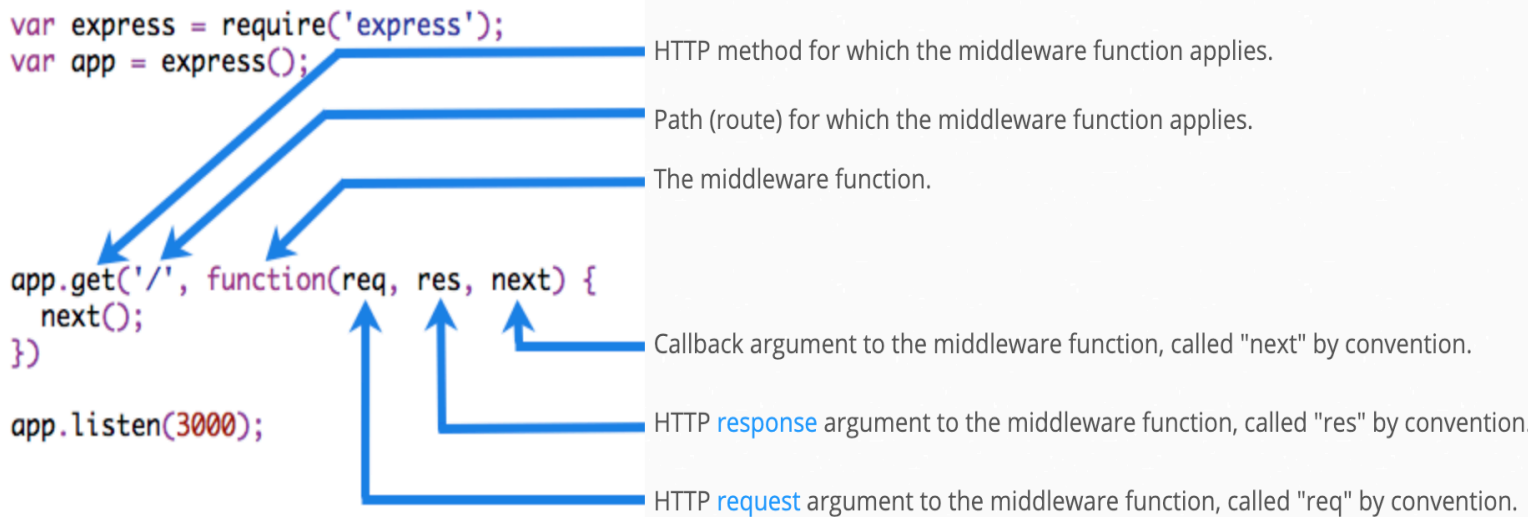 var express = require('express');
var app = express();
HTTP method for which the middleware function applies.
Path (route) for which the middleware function applies.
The middleware function.
app.get('/', function(req, res, next) {
next();
})
Callback argument to the middleware function, called "next" by convention.
app.listen(3000);
HTTP response argument to the middleware function, called "res" by convention.
HTTP request argument to the middleware function, called "req" by convention.